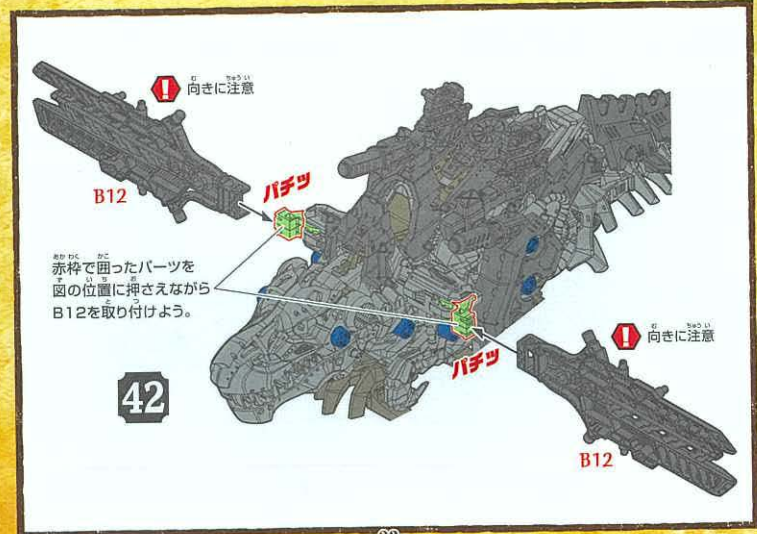 向きに注意
B12
パチッ
赤枠で囲ったパーツを
図の位置に押さえながら
B12を取り付けよう。
42
パチッ
向きに注意
B12